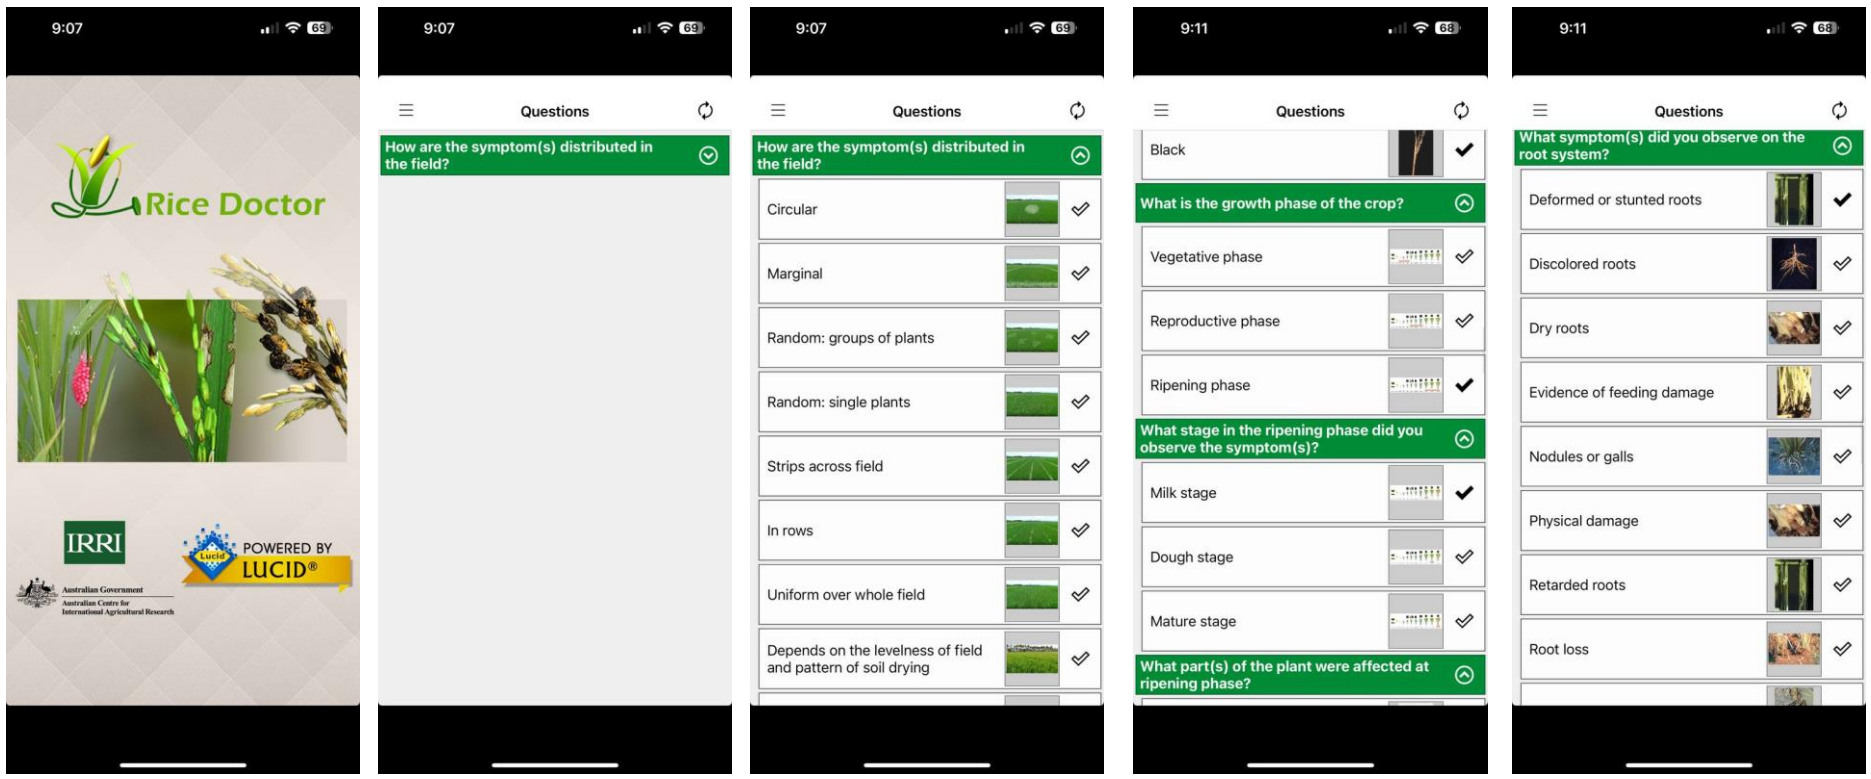 9:07
69
Rice Doctor
IRRI
Australian Government
Australian Centre for
International Agricultural Research
Lucid
POWERED BY
LUCID®
9:07
69
Questions
How are the symptom(s) distributed in
the field?
9:07
69
Questions
How are the symptom(s) distributed in
the field?
Circular
Marginal
Random: groups of plants
Random: single plants
Strips across field
In rows
Uniform over whole field
Depends on the levelness of field
and pattern of soil drying
9:11
68
Questions
Black
What is the growth phase of the crop?
Vegetative phase
Reproductive phase
Ripening phase
What stage in the ripening phase did you
observe the symptom(s)?
Milk stage
Dough stage
Mature stage
What part(s) of the plant were affected at
ripening phase?
9:11
68
Questions
What symptom(s) did you observe on the
root system?
Deformed or stunted roots
Discolored roots
Dry roots
Evidence of feeding damage
Nodules or galls
Physical damage
Retarded roots
Root loss